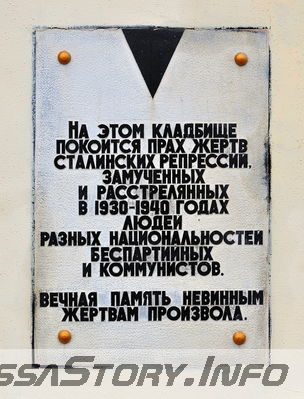 На этом кладбище
покоится прах жертв
сталинских репрессий,
замученных
и расстрелянных
в 1930-1940 годах
людей
разных национальностей
беспартийных
и коммунистов.
Вечная память невинным
жертвам произвола.
ssaStory.Info